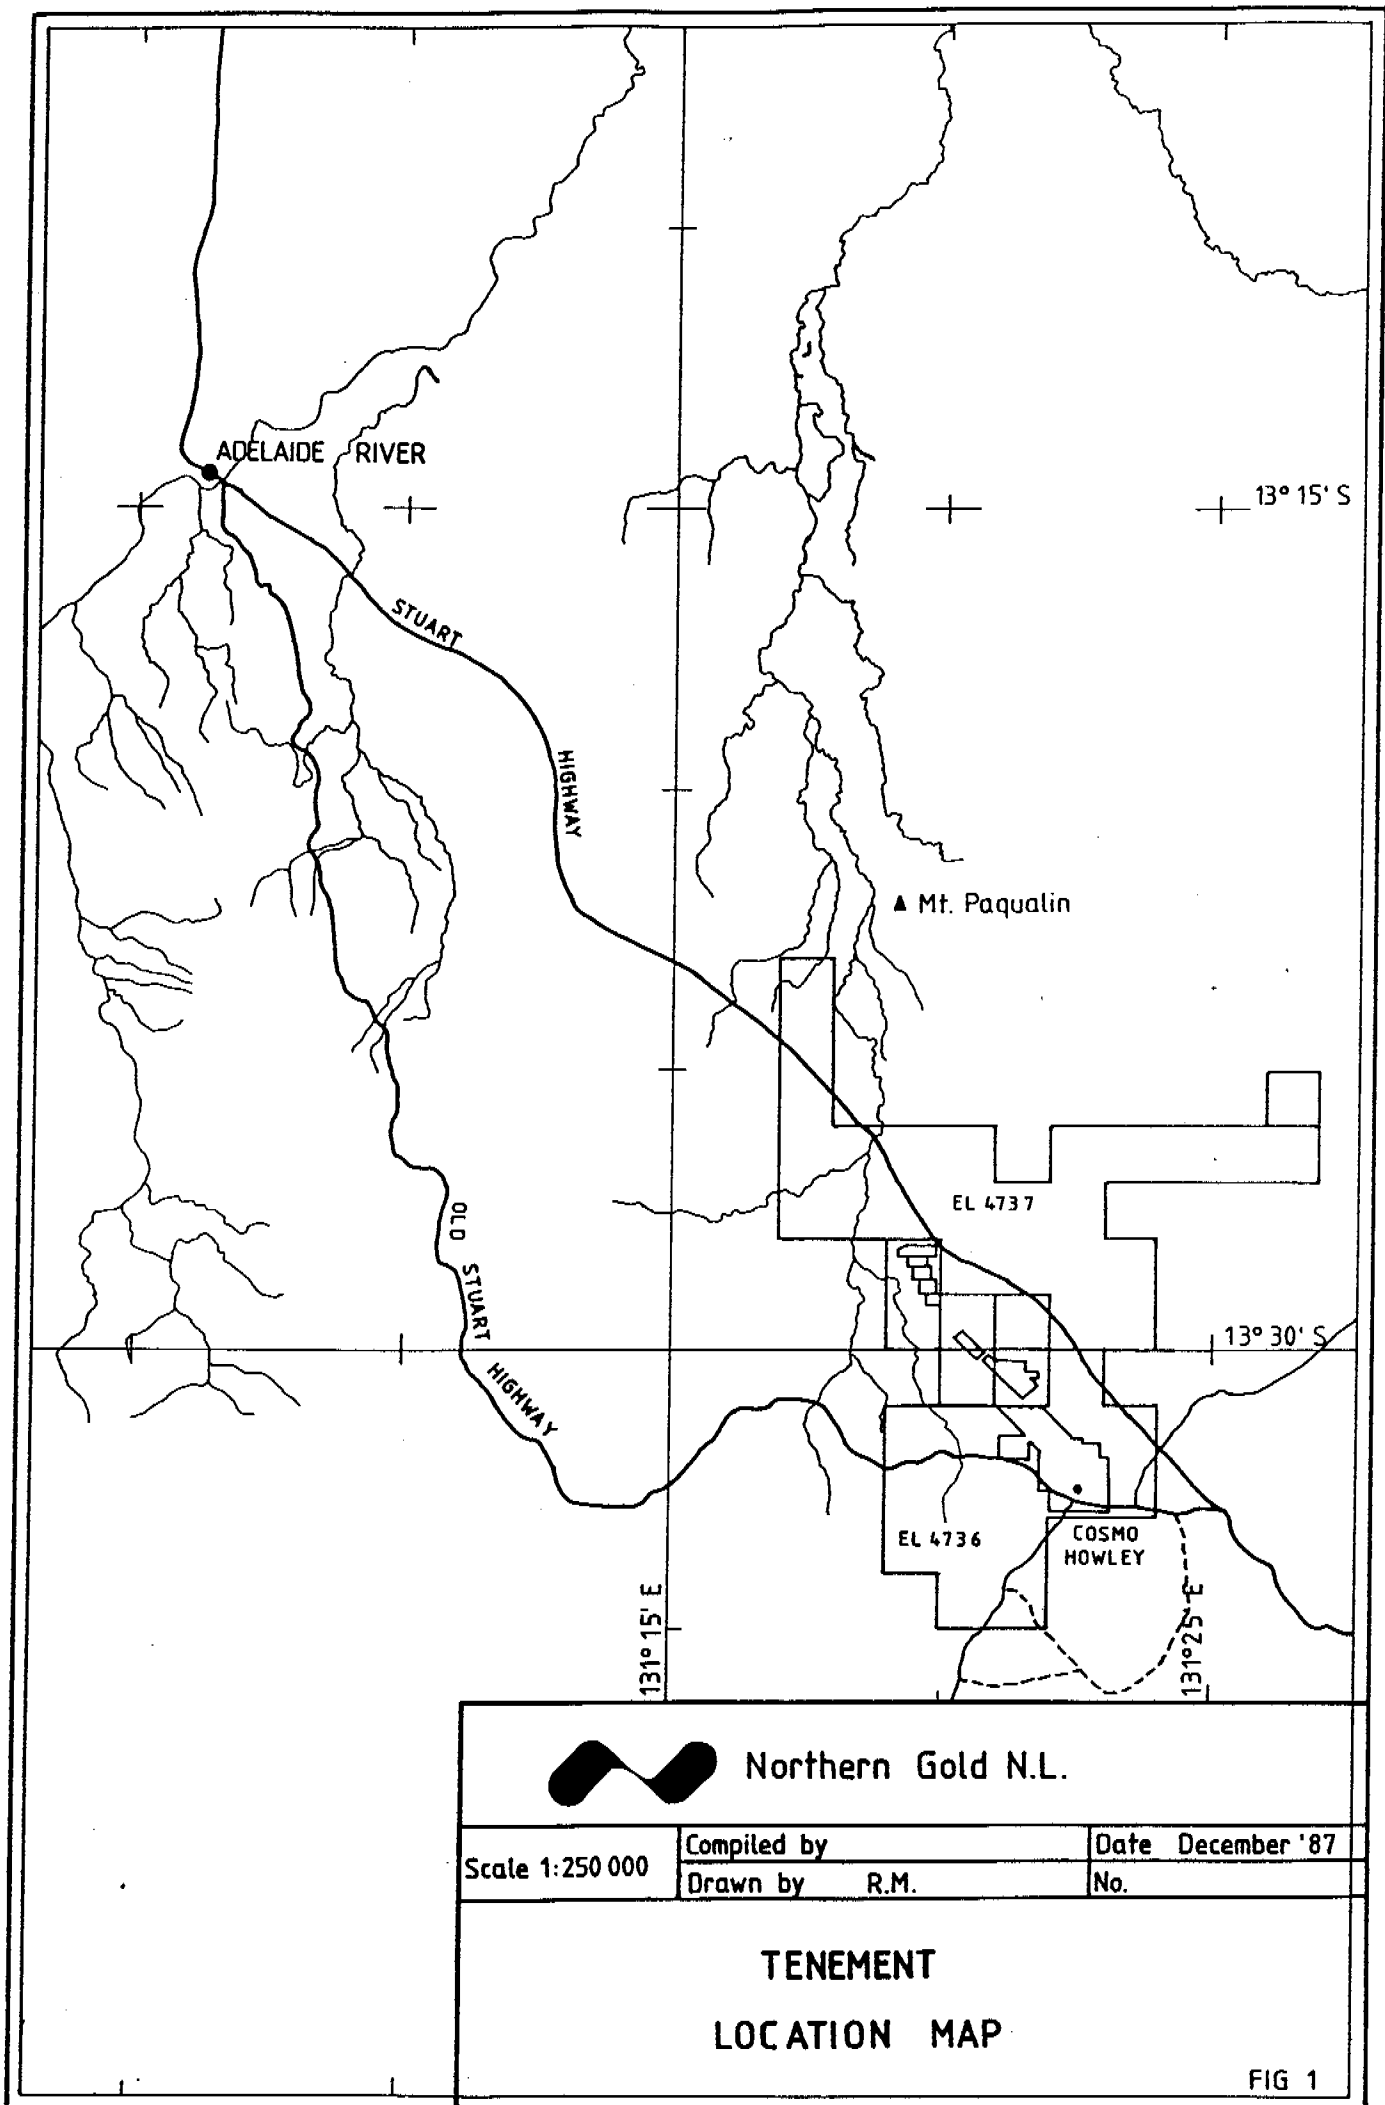 ADELAIDE RIVER
13° 15' S
STUART
HIGHWAY
Mt. Paqualin
EL 4737
OLD
STUART
HIGHWAY
13° 30' S
EL 4736
COSMO
HOWLEY
131° 15' E
131° 25' E
Northern Gold N.L.
Scale 1:250 000
Compiled by
Date December '87
Drawn by R.M.
No.
TENEMENT
LOCATION MAP
FIG 1